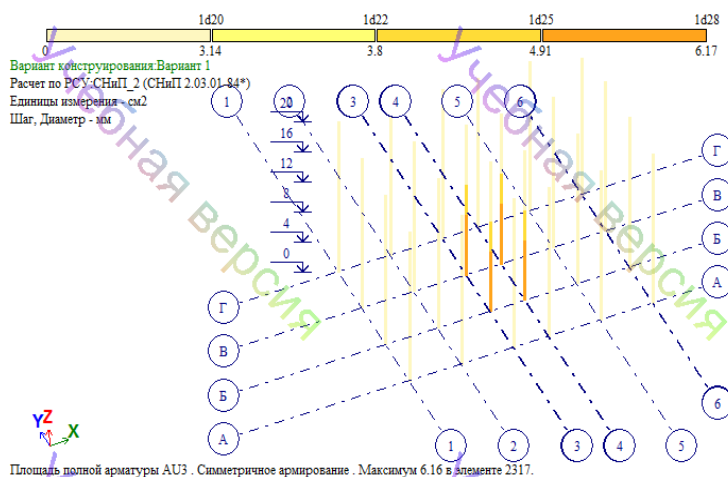 1d20 1d22 1d25 1d28
0 3.14 3.8 4.91 6.17
Вариант конструирования:Вариант 1
Расчет по РСУ:СНиП_2 (СНиП 2.03.01-84*)
Единицы измерения - см2
Шаг, Диаметр - мм
1 3 4 5 6
20
16
12
8
4
0
Г
В
Б
А
Г
В
Б
А
6
1 2 3 4 5
Y Z X
Учебная версия
Учебная версия
Площадь полной арматуры AU3 . Симметричное армирование . Максимум 6.16 в элементе 2317.